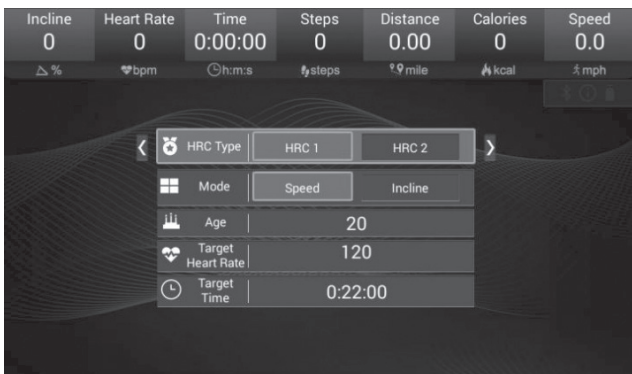 Incline Heart Rate Time Steps Distance Calories Speed
0 0 0:00:00 0 0.00 0 0.0
% bpm h:m:s steps mile kcal mph
HRC Type HRC 1 HRC 2
Mode Speed Incline
Age 20
Target Heart Rate 120
Target Time 0:22:00